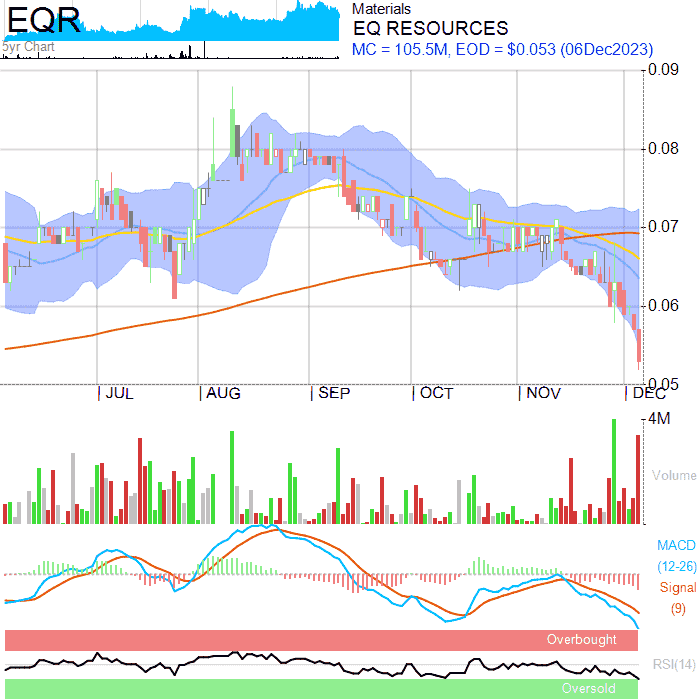 EQR
5yr Chart
Materials
EQ RESOURCES
MC = 105.5M, EOD = $0.053 (06Dec2023)
0.09
0.08
0.07
0.06
0.05
JUL
AUG
SEP
OCT
NOV
DEC
4M
Volume
MACD
(12-26)
Signal
(9)
Overbought
RSI(14)
Oversold